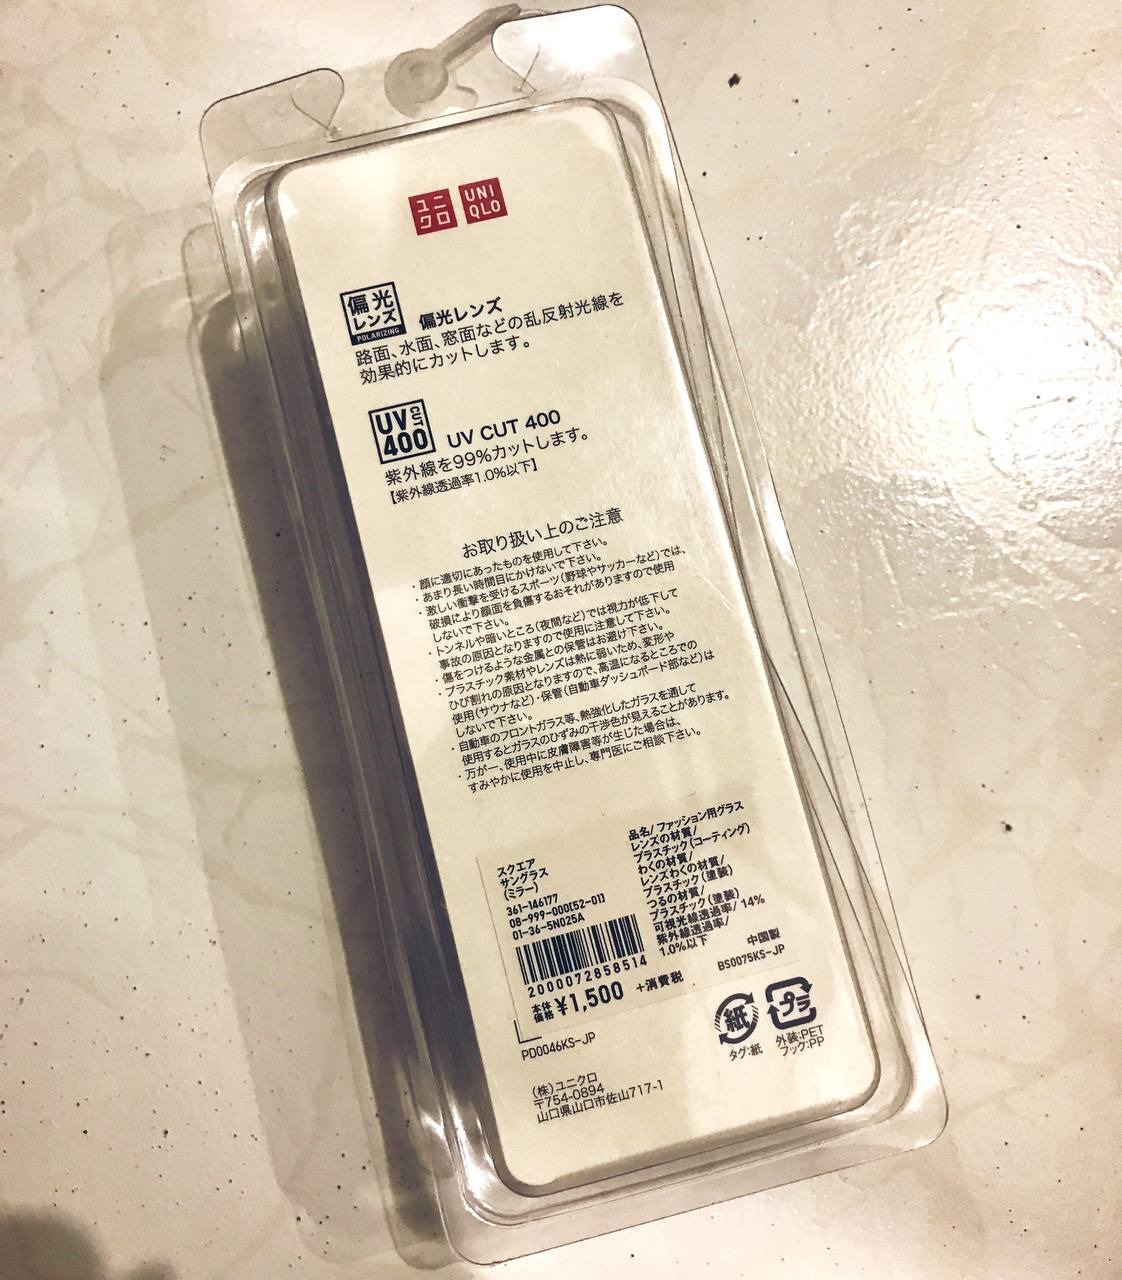 ユニ
クロ
UNI
QLO
偏光
レンズ
POLARIZING
偏光レンズ
路面、水面、窓面などの乱反射光線を
効果的にカットします。
UV CUT
400
UV CUT 400
紫外線を99%カットします。
【紫外線透過率1.0%以下】
お取り扱い上のご注意
・顔に適切にあったものを使用して下さい。
・あまり長い時間目にかけないで下さい。
・激しい衝撃を受けるスポーツ(野球やサッカーなど)では、
破損により顔面を負傷するおそれがありますので使用
しないで下さい。
・トンネルや暗いところ(夜間など)では視力が低下して
事故の原因となりますので使用に注意して下さい。
・傷をつけるような金属との保管はお避け下さい。
・プラスチック素材やレンズは熱に弱いため、変形や
ひび割れの原因となりますので、高温になるところでの
使用(サウナなど)・保管(自動車ダッシュボード部など)は
しないで下さい。
・自動車のフロントガラス等、熱強化したガラスを通して
使用するとガラスのひずみの干渉色が見えることがあります。
・万が一、使用中に皮膚障害等が生じた場合は、
すみやかに使用を中止し、専門医にご相談下さい。
スクエア
サングラス
(ミラー)
361-146177
08-999-000[52-01]
01-36-5N025A
2000072858514
本体
価格 ¥1,500 +消費税
品名/ファッション用グラス
レンズの材質/
プラスチック(コーティング)
わくの材質/
レンズわくの材質/
プラスチック(塗装)
つるの材質/
プラスチック(塗装)
可視光線透過率/ 14%
紫外線透過率/
1.0%以下
中国製
BS0075KS-JP
PD0046KS-JP
紙
タグ:紙
プラ
外装:PET
フック:PP
(株)ユニクロ
〒754-0894
山口県山口市佐山717-1